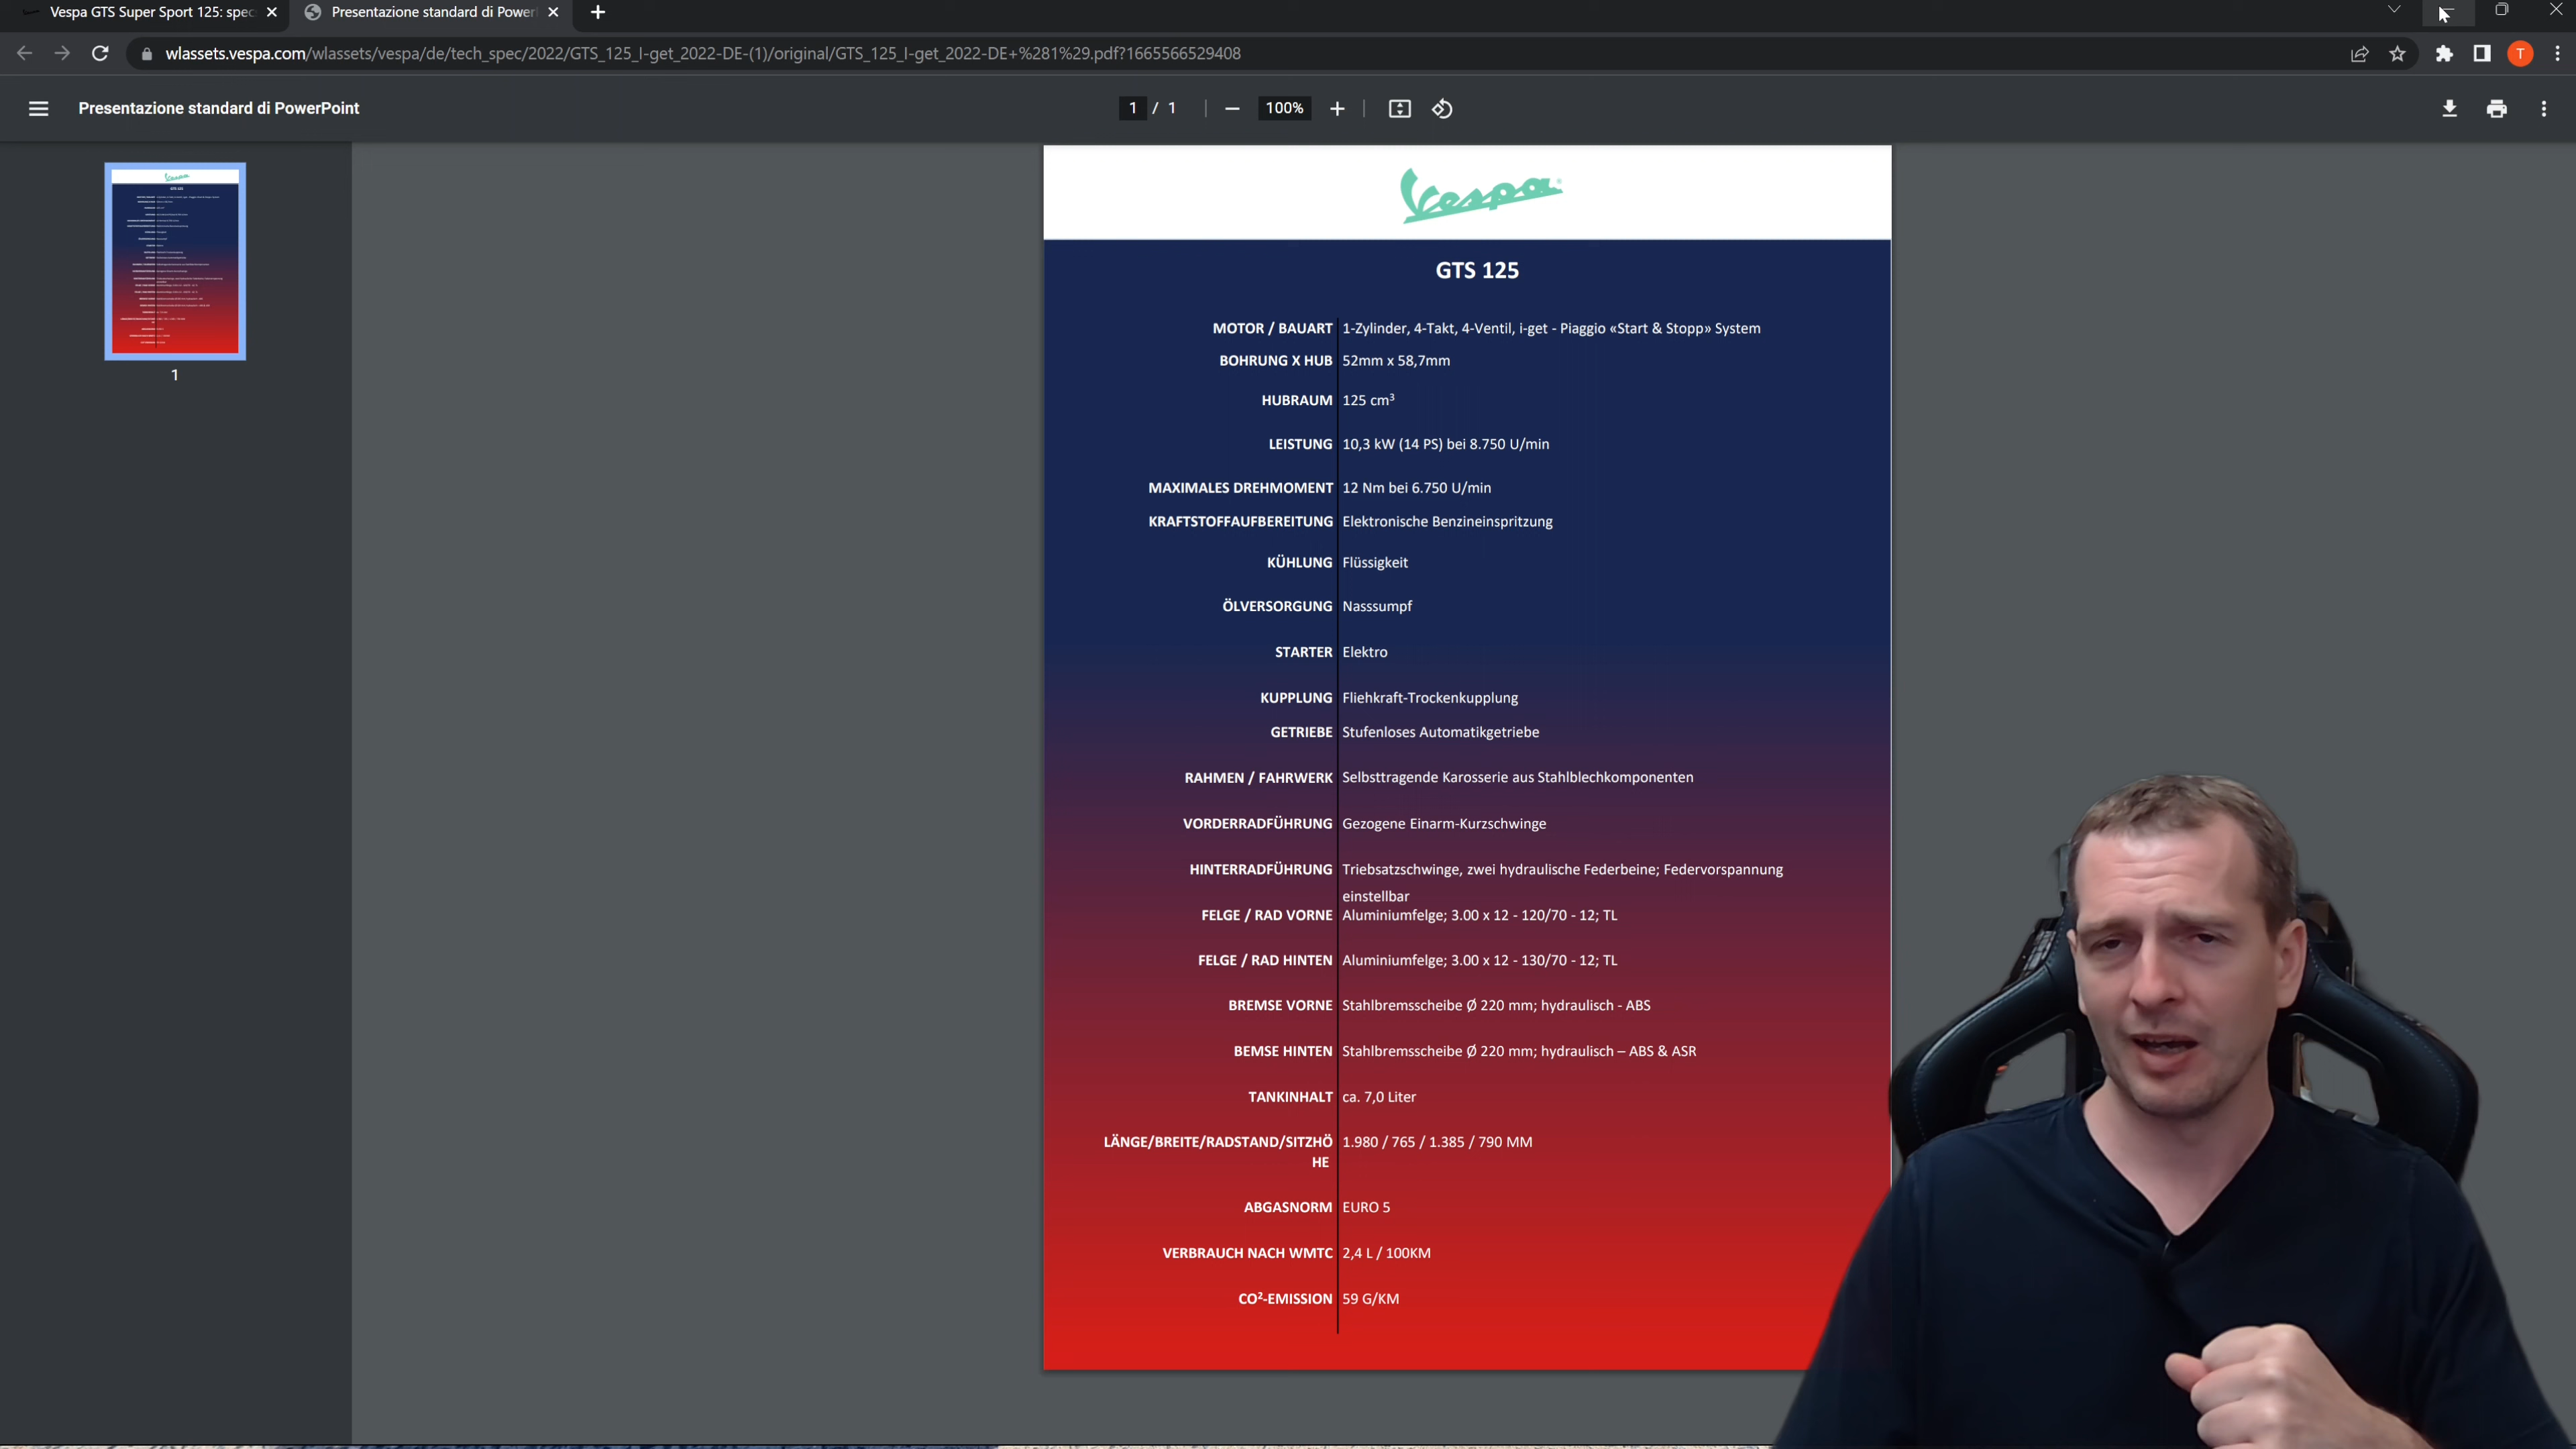 Vespa GTS Super Sport 125: spec
Presentazione standard di Power
wlassets.vespa.com/wlassets/vespa/de/tech_spec/2022/GTS_125_I-get_2022-DE-(1)/original/GTS_125_I-get_2022-DE+%281%29.pdf?1665566529408
T
Presentazione standard di PowerPoint
1 / 1
100%
1
Vespa
GTS 125
MOTOR / BAUART 1-Zylinder, 4-Takt, 4-Ventil, i-get - Piaggio «Start & Stopp» System
BOHRUNG X HUB 52mm x 58,7mm
HUBRAUM 125 cm³
LEISTUNG 10,3 kW (14 PS) bei 8.750 U/min
MAXIMALES DREHMOMENT 12 Nm bei 6.750 U/min
KRAFTSTOFFAUFBEREITUNG Elektronische Benzineinspritzung
KÜHLUNG Flüssigkeit
ÖLVERSORGUNG Nasssumpf
STARTER Elektro
KUPPLUNG Fliehkraft-Trockenkupplung
GETRIEBE Stufenloses Automatikgetriebe
RAHMEN / FAHRWERK Selbsttragende Karosserie aus Stahlblechkomponenten
VORDERRADFÜHRUNG Gezogene Einarm-Kurzschwinge
HINTERRADFÜHRUNG Triebsatzschwinge, zwei hydraulische Federbeine; Federvorspannung
einstellbar
FELGE / RAD VORNE Aluminiumfelge; 3.00 x 12 - 120/70 - 12; TL
FELGE / RAD HINTEN Aluminiumfelge; 3.00 x 12 - 130/70 - 12; TL
BREMSE VORNE Stahlbremsscheibe Ø 220 mm; hydraulisch - ABS
BEMSE HINTEN Stahlbremsscheibe Ø 220 mm; hydraulisch – ABS & ASR
TANKINHALT ca. 7,0 Liter
LÄNGE/BREITE/RADSTAND/SITZHÖ 1.980 / 765 / 1.385 / 790 MM
HE
ABGASNORM EURO 5
VERBRAUCH NACH WMTC 2,4 L / 100KM
CO²-EMISSION 59 G/KM